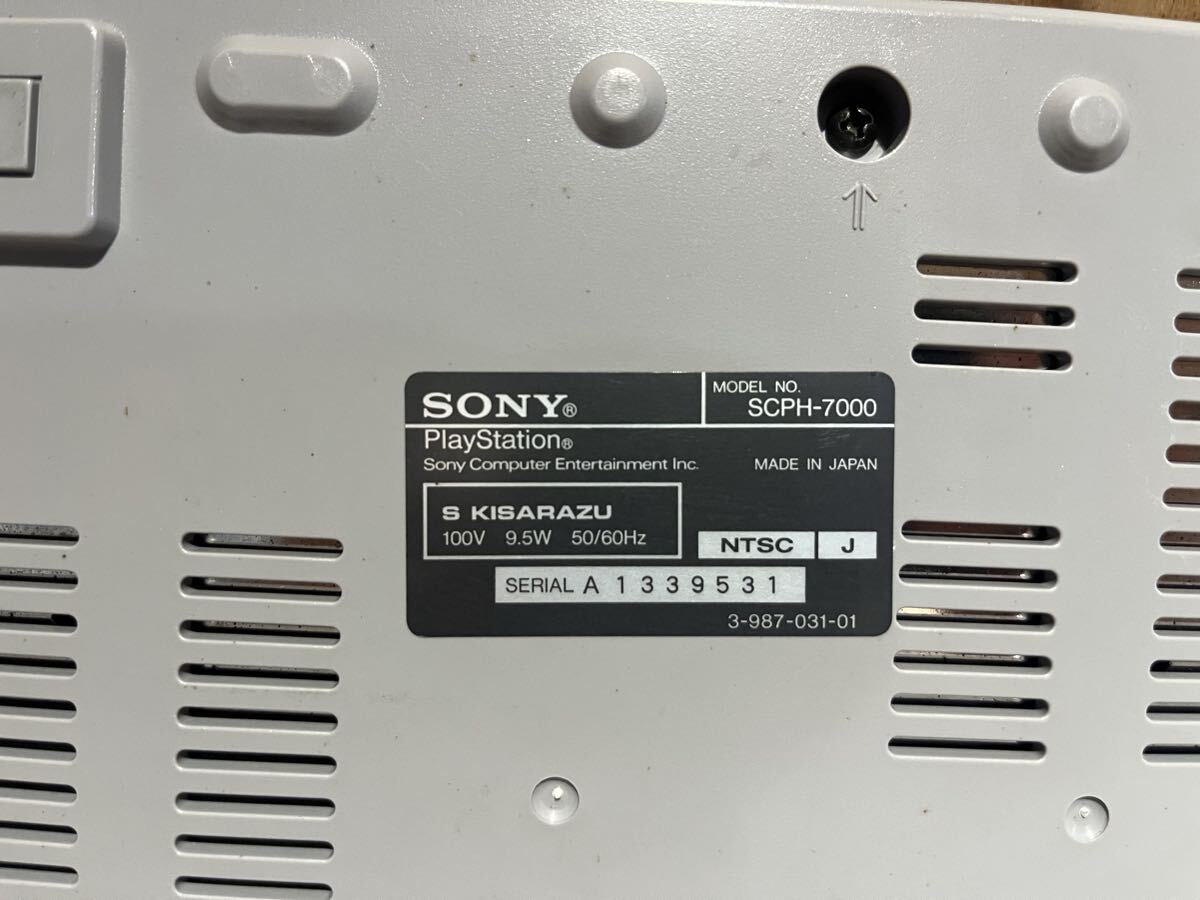 SONY®
MODEL NO.
SCPH-7000
PlayStation®
Sony Computer Entertainment Inc.
MADE IN JAPAN
S KISARAZU
100V 9.5W 50/60Hz
NTSC J
SERIAL A 1339531
3-987-031-01